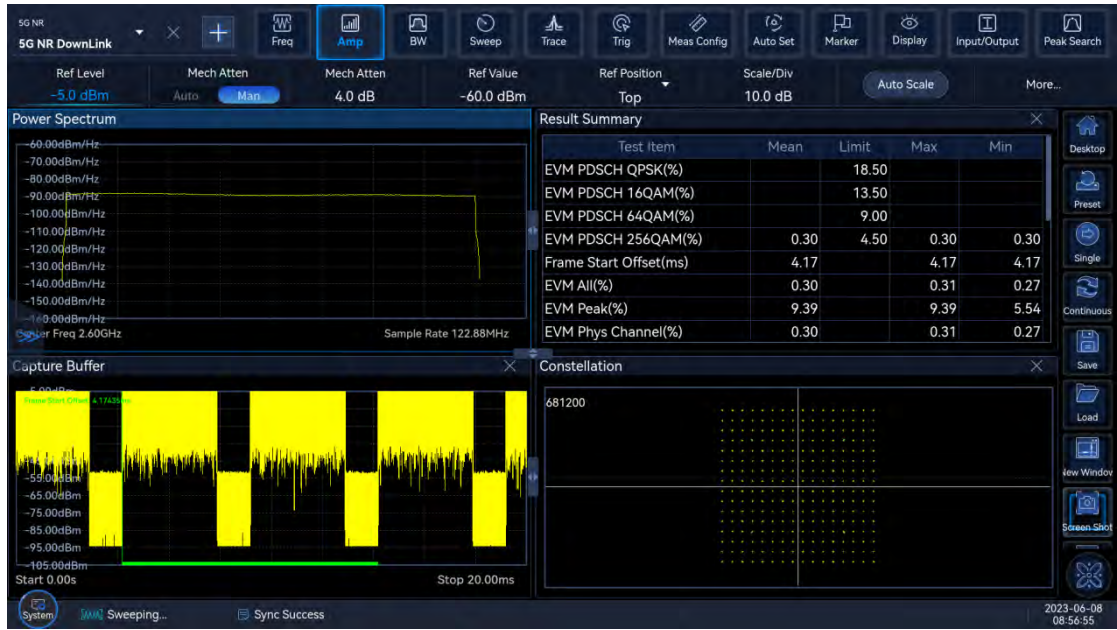 5G NR
5G NR DownLink
Freq
Amp
BW
Sweep
Trace
Trig
Meas Config
Auto Set
Marker
Display
Input/Output
Peak Search
Ref Level
-5.0 dBm
Mech Atten
Auto
Man
Mech Atten
4.0 dB
Ref Value
-60.0 dBm
Ref Position
Top
Scale/Div
10.0 dB
Auto Scale
More...
Power Spectrum
-60.00dBm/Hz
-70.00dBm/Hz
-80.00dBm/Hz
-90.00dBm/Hz
-100.00dBm/Hz
-110.00dBm/Hz
-120.00dBm/Hz
-130.00dBm/Hz
-140.00dBm/Hz
-150.00dBm/Hz
-160.00dBm/Hz
Center Freq 2.60GHz
Sample Rate 122.88MHz
Result Summary
Test Item Mean Limit Max Min
EVM PDSCH QPSK(%) 18.50
EVM PDSCH 16QAM(%) 13.50
EVM PDSCH 64QAM(%) 9.00
EVM PDSCH 256QAM(%) 0.30 4.50 0.30 0.30
Frame Start Offset(ms) 4.17 4.17 4.17
EVM All(%) 0.30 0.31 0.27
EVM Peak(%) 9.39 9.39 5.54
EVM Phys Channel(%) 0.30 0.31 0.27
Capture Buffer
Frame Start Offset
-55.00dBm
-65.00dBm
-75.00dBm
-85.00dBm
-95.00dBm
-105.00dBm
Start 0.00s
Stop 20.00ms
Constellation
681200
Desktop
Preset
Single
Continuous
Save
Load
New Window
Screen Shot
System
Sweeping...
Sync Success
2023-06-08
08:56:55